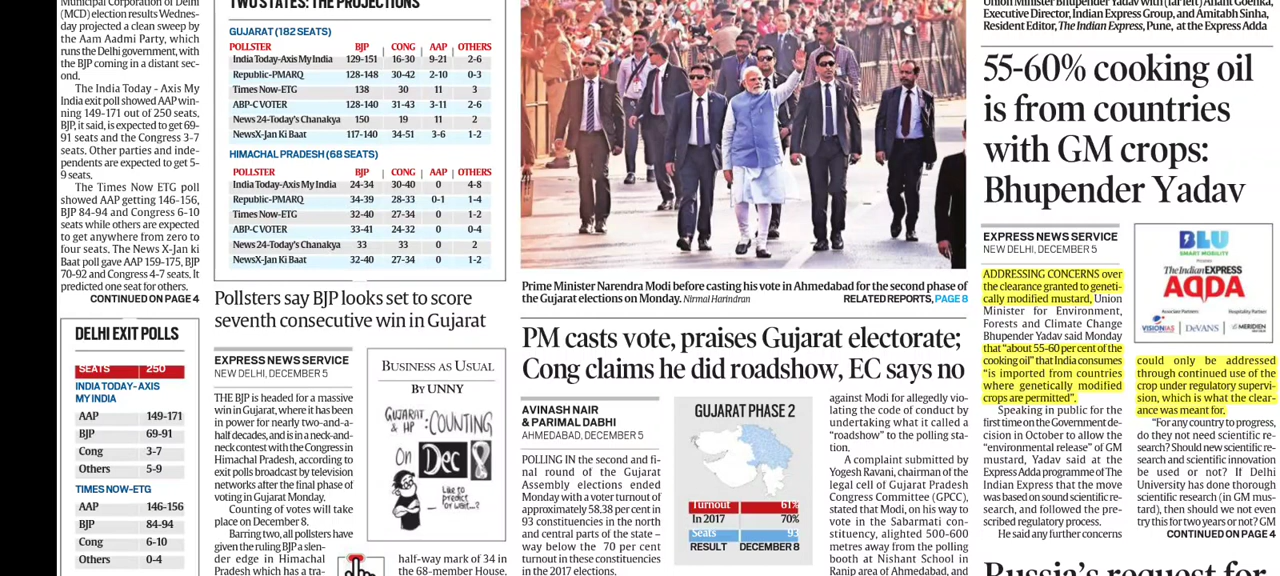 Municipal Corporation of Delhi
(MCD) election results Wednes-
day projected a clean sweep by
the Aam Aadmi Party, which
runs the Delhi government, with
the BJP coming in a distant sec-
ond.
The India Today - Axis My
India exit poll showed AAP win-
ning 149-171 out of 250 seats.
BJP, it said, is expected to get 69-
91 seats and the Congress 3-7
seats. Other parties and inde-
pendents are expected to get 5-
9 seats.
The Times Now ETG poll
showed AAP getting 146-156,
BJP 84-94 and Congress 6-10
seats while others are expected
to get anywhere from zero to
four seats. The News X-Jan ki
Baat poll gave AAP 159-175, BJP
70-92 and Congress 4-7 seats. It
predicted one seat for others.
CONTINUED ON PAGE 4
DELHI EXIT POLLS
SEATS 250
INDIA TODAY-AXIS
MY INDIA
AAP 149-171
BJP 69-91
Cong 3-7
Others 5-9
TIMES NOW-ETG
AAP 146-156
BJP 84-94
Cong 6-10
Others 0-4
TWO STATES: THE PROJECTIONS
GUJARAT (182 SEATS)
POLLSTER BJP CONG AAP OTHERS
India Today-Axis My India 129-151 16-30 9-21 2-6
Republic-PMARQ 128-148 30-42 2-10 0-3
Times Now-ETG 138 30 11 3
ABP-C VOTER 128-140 31-43 3-11 2-6
News 24-Today's Chanakya 150 19 11 2
NewsX-Jan Ki Baat 117-140 34-51 3-6 1-2
HIMACHAL PRADESH (68 SEATS)
POLLSTER BJP CONG AAP OTHERS
India Today-Axis My India 24-34 30-40 0 4-8
Republic-PMARQ 34-39 28-33 0-1 1-4
Times Now-ETG 32-40 27-34 0 1-2
ABP-C VOTER 33-41 24-32 0 0-4
News 24-Today's Chanakya 33 33 0 2
NewsX-Jan Ki Baat 32-40 27-34 0 1-2
Pollsters say BJP looks set to score
seventh consecutive win in Gujarat
EXPRESS NEWS SERVICE
NEW DELHI, DECEMBER 5
THE BJP is headed for a massive
win in Gujarat, where it has been
in power for nearly two-and-a-
half decades, and is in a neck-and-
neck contest with the Congress in
Himachal Pradesh, according to
exit polls broadcast by television
networks after the final phase of
voting in Gujarat Monday.
Counting of votes will take
place on December 8.
Barring two, all pollsters have
given the ruling BJP a slen-
der edge in Himachal
Pradesh which has a tra-
BUSINESS AS USUAL
BY UNNY
GUJARAT
& HP :COUNTING
On Dec 8
Like to
predict
or wait..?
half-way mark of 34 in
the 68-member House.
Prime Minister Narendra Modi before casting his vote in Ahmedabad for the second phase of
the Gujarat elections on Monday. Nirmal Harindran RELATED REPORTS, PAGE 8
PM casts vote, praises Gujarat electorate;
Cong claims he did roadshow, EC says no
AVINASH NAIR
& PARIMAL DABHI
AHMEDABAD, DECEMBER 5
POLLING IN the second and fi-
nal round of the Gujarat
Assembly elections ended
Monday with a voter turnout of
approximately 58.38 per cent in
93 constituencies in the north
and central parts of the state –
way below the 70 per cent
turnout in these constituencies
in the 2017 elections.
GUJARAT PHASE 2
Turnout 61%
In 2017 70%
Seats 93
RESULT DECEMBER 8
against Modi for allegedly vio-
lating the code of conduct by
undertaking what it called a
"roadshow" to the polling sta-
tion.
A complaint submitted by
Yogesh Ravani, chairman of the
legal cell of Gujarat Pradesh
Congress Committee (GPCC),
stated that Modi, on his way to
vote in the Sabarmati con-
stituency, alighted 500-600
metres away from the polling
booth at Nishant School in
Ranip area of Ahmedabad, and
Union Minister Bhupender Yadav with (far left) Anant Goenka,
Executive Director, Indian Express Group, and Amitabh Sinha,
Resident Editor, The Indian Express, Pune, at the Express Adda
55-60% cooking oil
is from countries
with GM crops:
Bhupender Yadav
EXPRESS NEWS SERVICE
NEW DELHI, DECEMBER 5
ADDRESSING CONCERNS over
the clearance granted to geneti-
cally modified mustard, Union
Minister for Environment,
Forests and Climate Change
Bhupender Yadav said Monday
that "about 55-60 per cent of the
cooking oil" that India consumes
"is imported from countries
where genetically modified
crops are permitted".
Speaking in public for the
first time on the Government de-
cision in October to allow the
"environmental release" of GM
mustard, Yadav said at the
Express Adda programme of The
Indian Express that the move
was based on sound scientific re-
search, and followed the pre-
scribed regulatory process.
He said any further concerns
BLU
SMART MOBILITY
The Indian EXPRESS
ADDA
Associate Partners Hospitality Partner
VISIONIAS DeVANS LE MERIDIEN
could only be addressed
through continued use of the
crop under regulatory supervi-
sion, which is what the clear-
ance was meant for.
"For any country to progress,
do they not need scientific re-
search? Should new scientific re-
search and scientific innovation
be used or not? If Delhi
University has done thorough
scientific research (in GM mus-
tard), then should we not even
try this for two years or not? GM
CONTINUED ON PAGE 4
Russia's request for